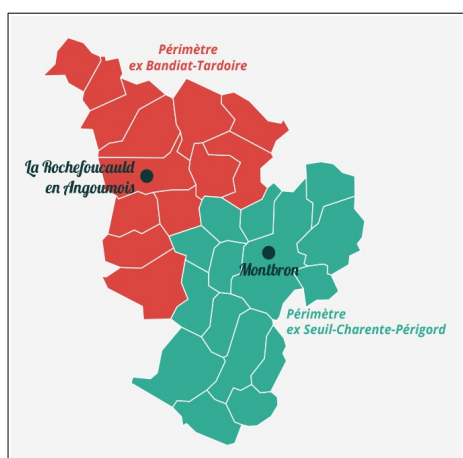 Périmètre
ex Bandiat-Tardoire
La Rochefoucauld
en Angoumois
Montbron
Périmètre
ex Seuil-Charente-Périgord